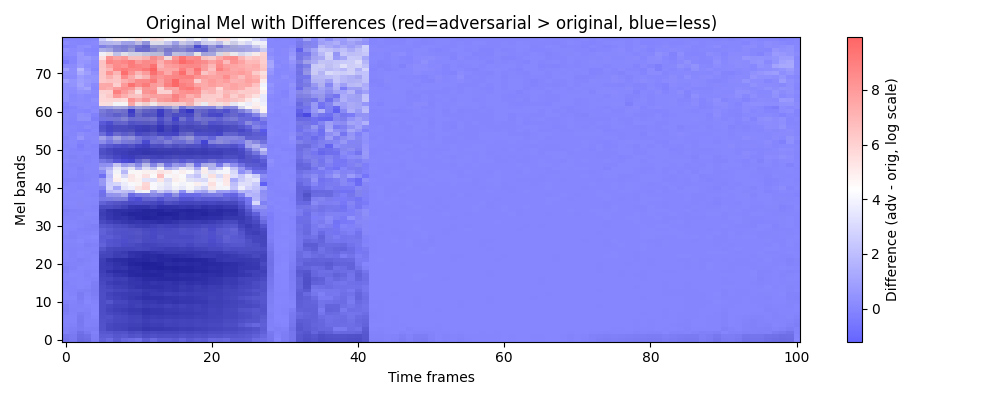 Original Mel with Differences (red=adversarial > original, blue=less)
70
60
50
40
30
20
10
0
Mel bands
0 20 40 60 80 100
Time frames
8
6
4
2
0
Difference (adv - orig, log scale)